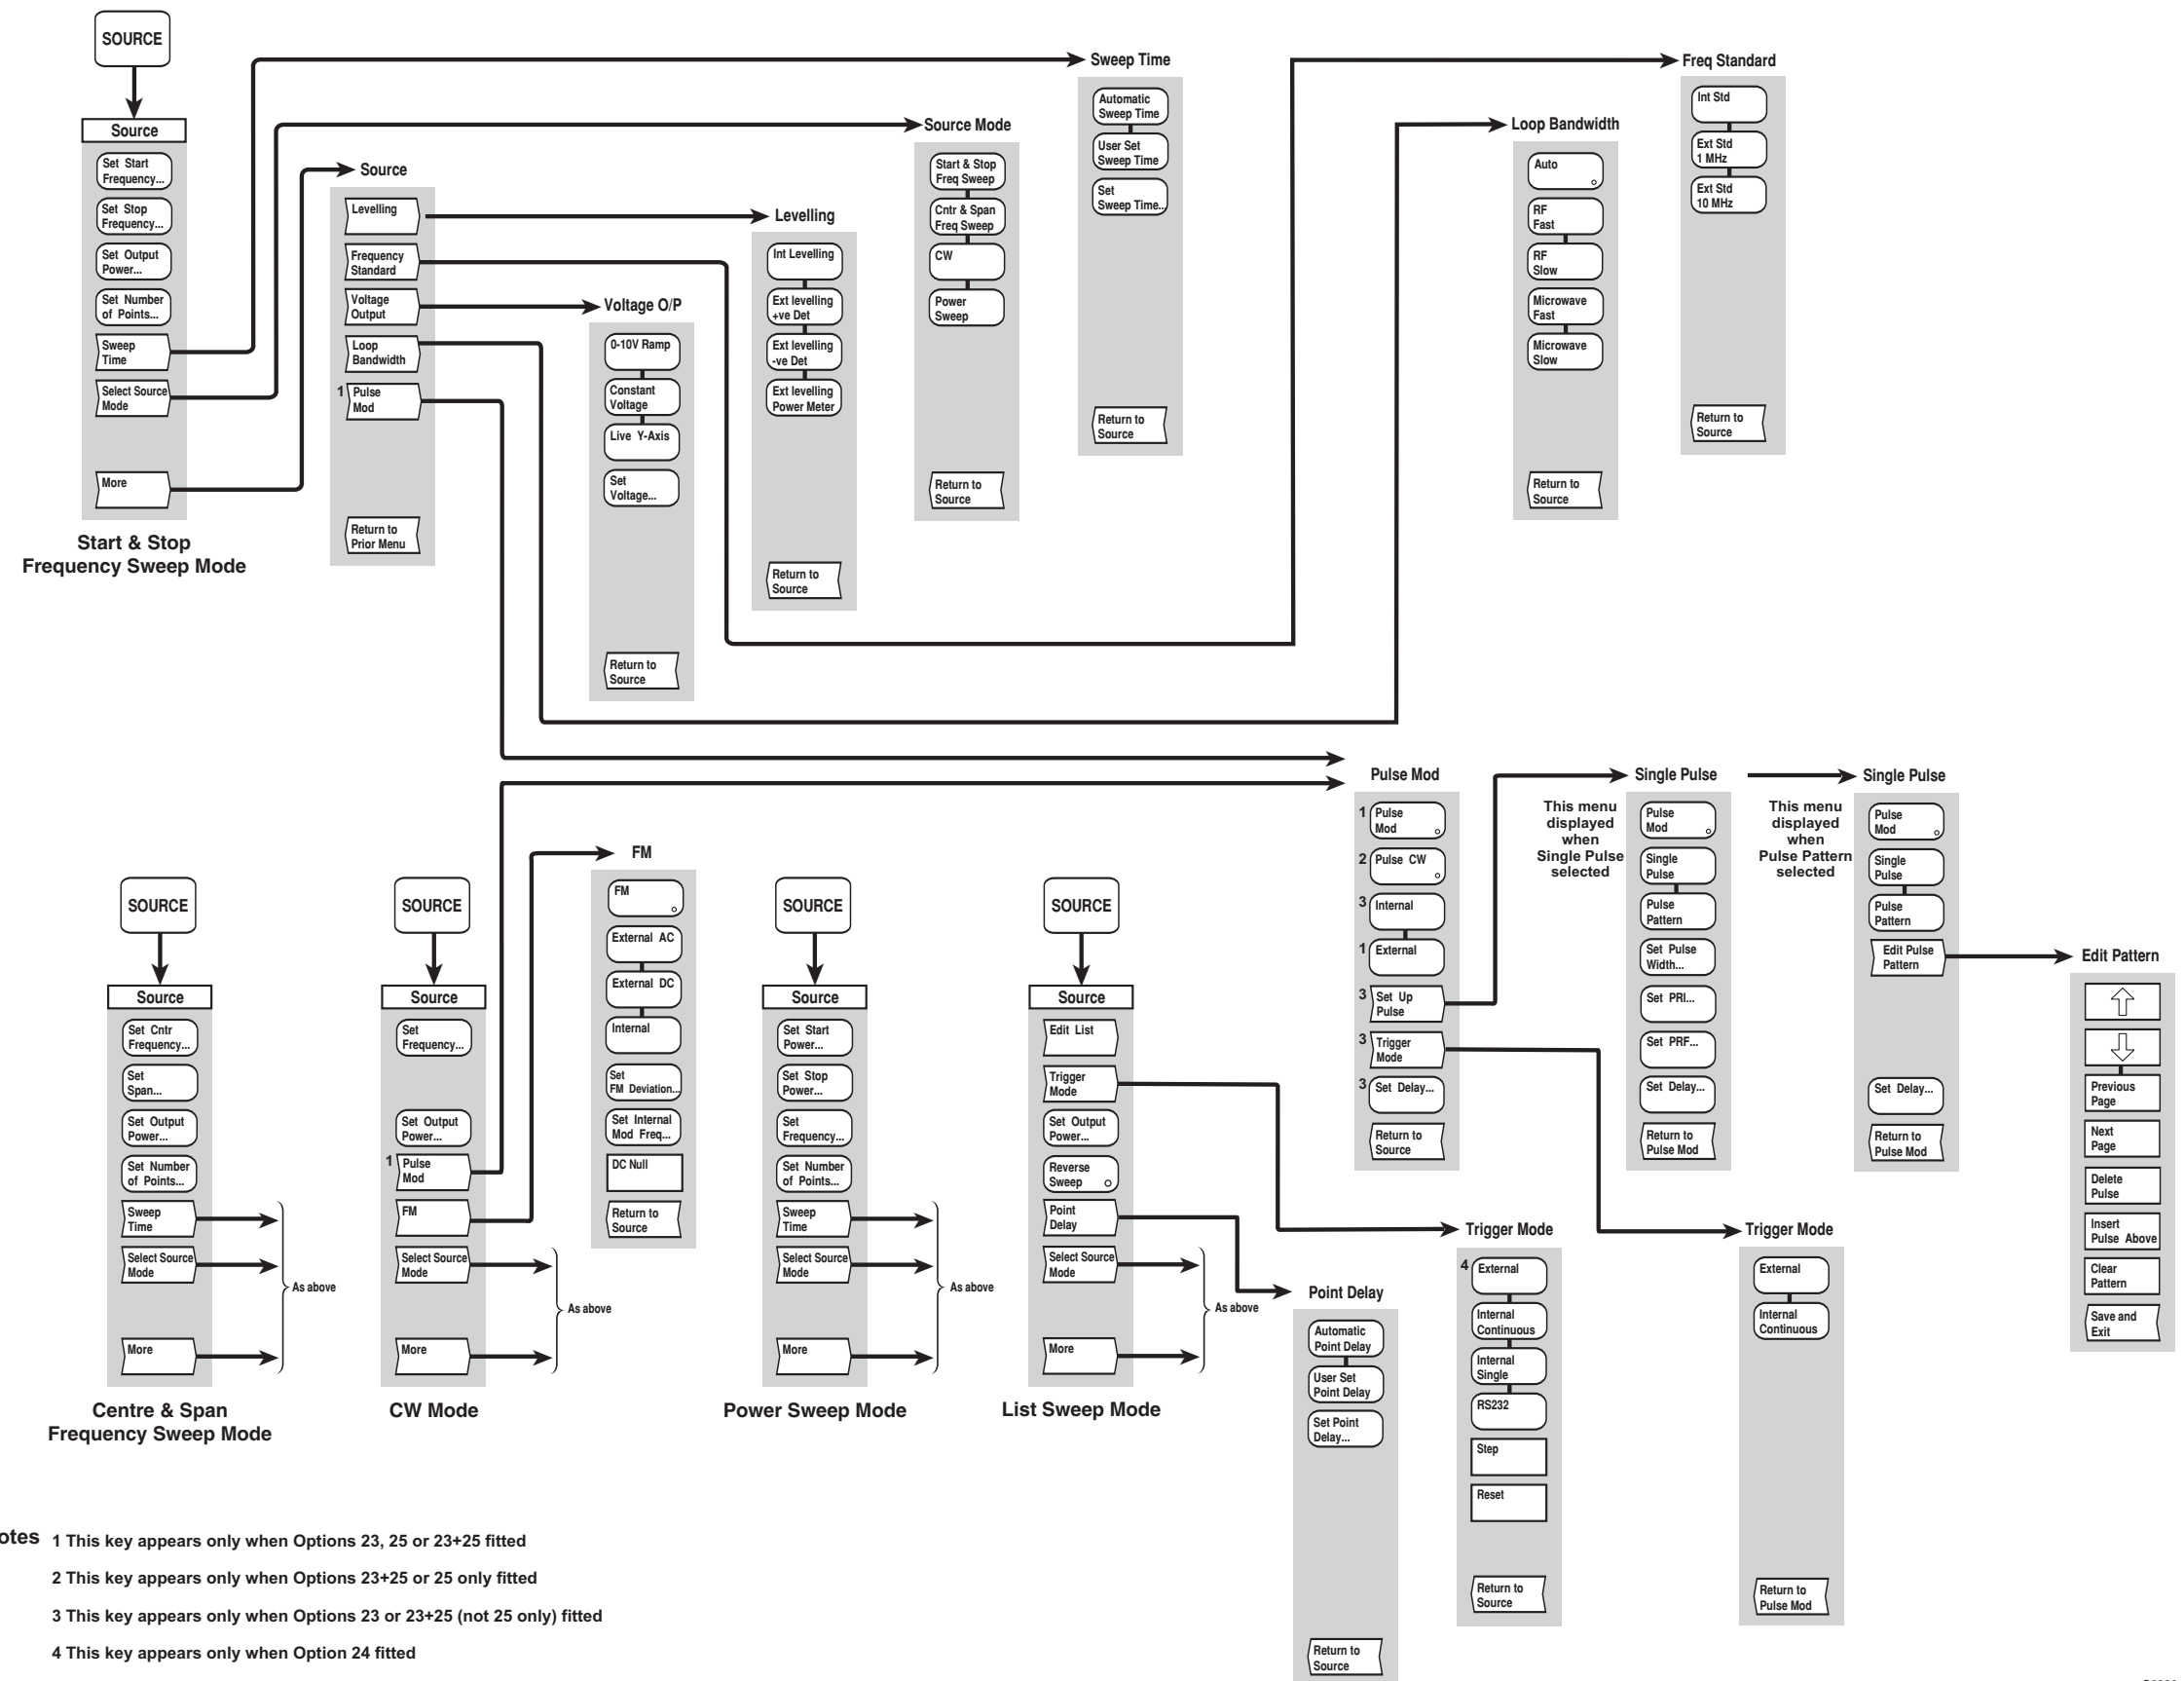 SOURCE
Source
Set Start
Frequency...
Set Stop
Frequency...
Set Output
Power...
Set Number
of Points...
Sweep
Time
Select Source
Mode
More
Start & Stop
Frequency Sweep Mode
Source
Levelling
Frequency
Standard
Voltage
Output
Loop
Bandwidth
1
Pulse
Mod
Return to
Prior Menu
Voltage O/P
0-10V Ramp
Constant
Voltage
Live Y-Axis
Set
Voltage...
Return to
Source
Levelling
Int Levelling
Ext levelling
+ve Det
Ext levelling
-ve Det
Ext levelling
Power Meter
Return to
Source
Source Mode
Start & Stop
Freq Sweep
Cntr & Span
Freq Sweep
CW
Power
Sweep
Return to
Source
Sweep Time
Automatic
Sweep Time
User Set
Sweep Time
Set
Sweep Time..
Return to
Source
Loop Bandwidth
Auto
RF
Fast
RF
Slow
Microwave
Fast
Microwave
Slow
Return to
Source
Freq Standard
Int Std
Ext Std
1 MHz
Ext Std
10 MHz
Return to
Source
SOURCE
Source
Set Cntr
Frequency...
Set
Span...
Set Output
Power...
Set Number
of Points...
Sweep
Time
Select Source
Mode
More
As above
Centre & Span
Frequency Sweep Mode
SOURCE
Source
Set
Frequency...
Set Output
Power...
1
Pulse
Mod
FM
Select Source
Mode
More
As above
CW Mode
FM
FM
External AC
External DC
Internal
Set
FM Deviation...
Set Internal
Mod Freq...
DC Null
Return to
Source
SOURCE
Source
Set Start
Power...
Set Stop
Power...
Set
Frequency...
Set Number
of Points...
Sweep
Time
Select Source
Mode
More
As above
Power Sweep Mode
SOURCE
Source
Edit List
Trigger
Mode
Set Output
Power...
Reverse
Sweep
Point
Delay
Select Source
Mode
More
As above
List Sweep Mode
Point Delay
Automatic
Point Delay
User Set
Point Delay
Set Point
Delay...
Return to
Source
Pulse Mod
1
Pulse
Mod
2
Pulse CW
3
Internal
1
External
3
Set Up
Pulse
3
Trigger
Mode
3
Set Delay...
Return to
Source
Trigger Mode
4
External
Internal
Continuous
Internal
Single
RS232
Step
Reset
Return to
Source
This menu
displayed
when
Single Pulse
selected
Single Pulse
Pulse
Mod
Single
Pulse
Pulse
Pattern
Set Pulse
Width...
Set PRI...
Set PRF...
Set Delay...
Return to
Pulse Mod
Trigger Mode
External
Internal
Continuous
Return to
Pulse Mod
This menu
displayed
when
Pulse Pattern
selected
Single Pulse
Pulse
Mod
Single
Pulse
Pulse
Pattern
Edit Pulse
Pattern
Set Delay...
Return to
Pulse Mod
Edit Pattern
Previous
Page
Next
Page
Delete
Pulse
Insert
Pulse Above
Clear
Pattern
Save and
Exit
otes
1 This key appears only when Options 23, 25 or 23+25 fitted
2 This key appears only when Options 23+25 or 25 only fitted
3 This key appears only when Options 23 or 23+25 (not 25 only) fitted
4 This key appears only when Option 24 fitted